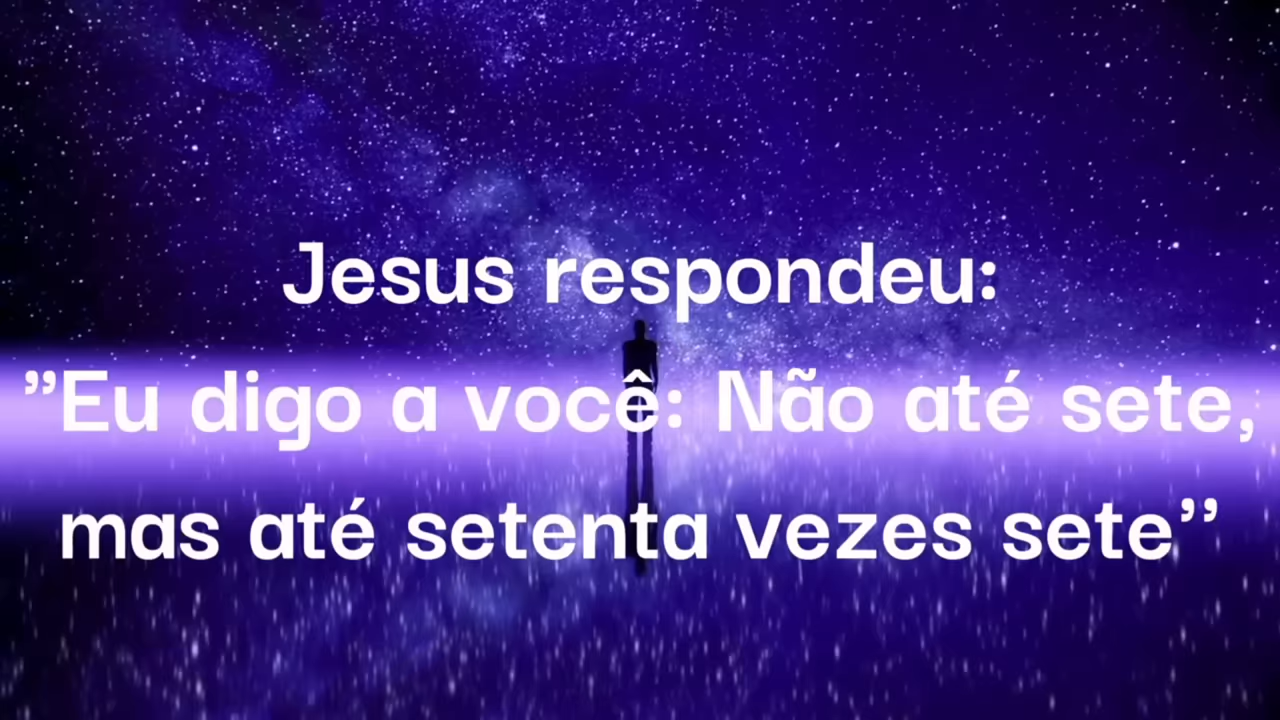 Jesus respondeu:
”Eu digo a você: Não até sete,
mas até setenta vezes sete’’